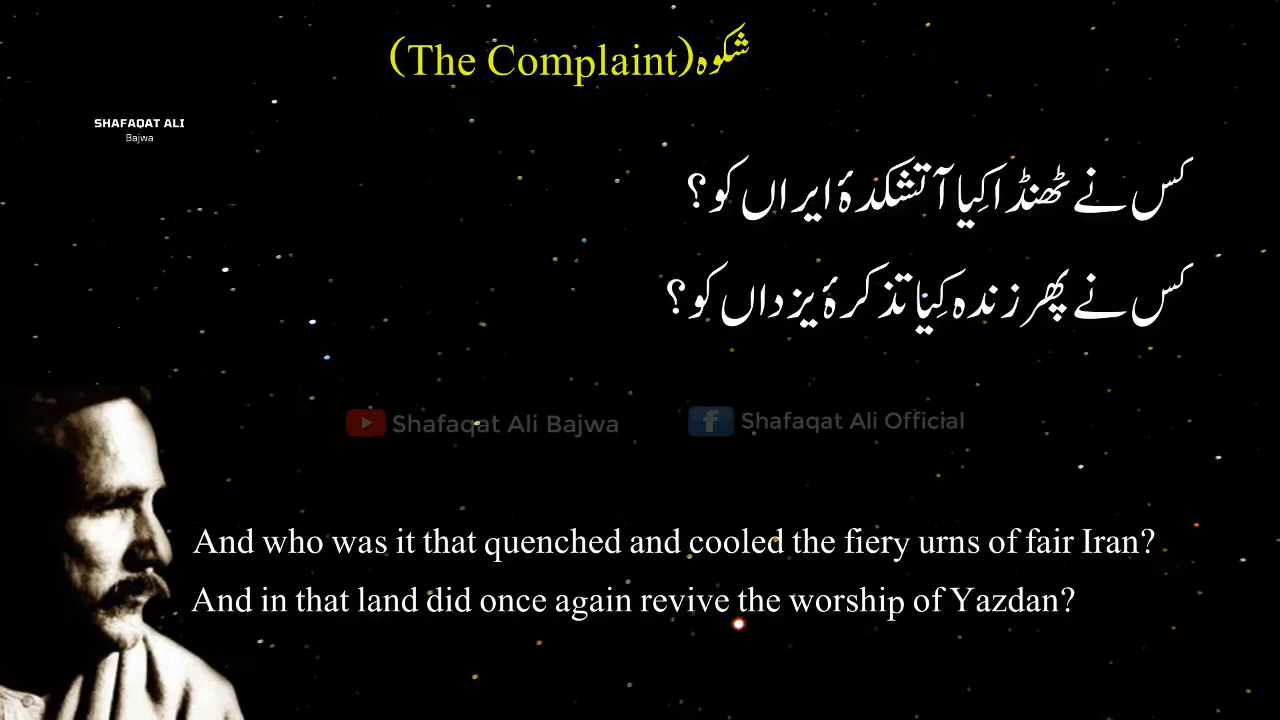 شکوہ(The Complaint)
SHAFAQAT ALI
Bajwa
کس نے ٹھنڈا کِیا آتشکدۂ ایراں کو؟
کس نے پھر زندہ کِیا تذکرۂ یزداں کو؟
Shafaqat Ali Bajwa
Shafaqat Ali Official
And who was it that quenched and cooled the fiery urns of fair Iran?
And in that land did once again revive the worship of Yazdan?